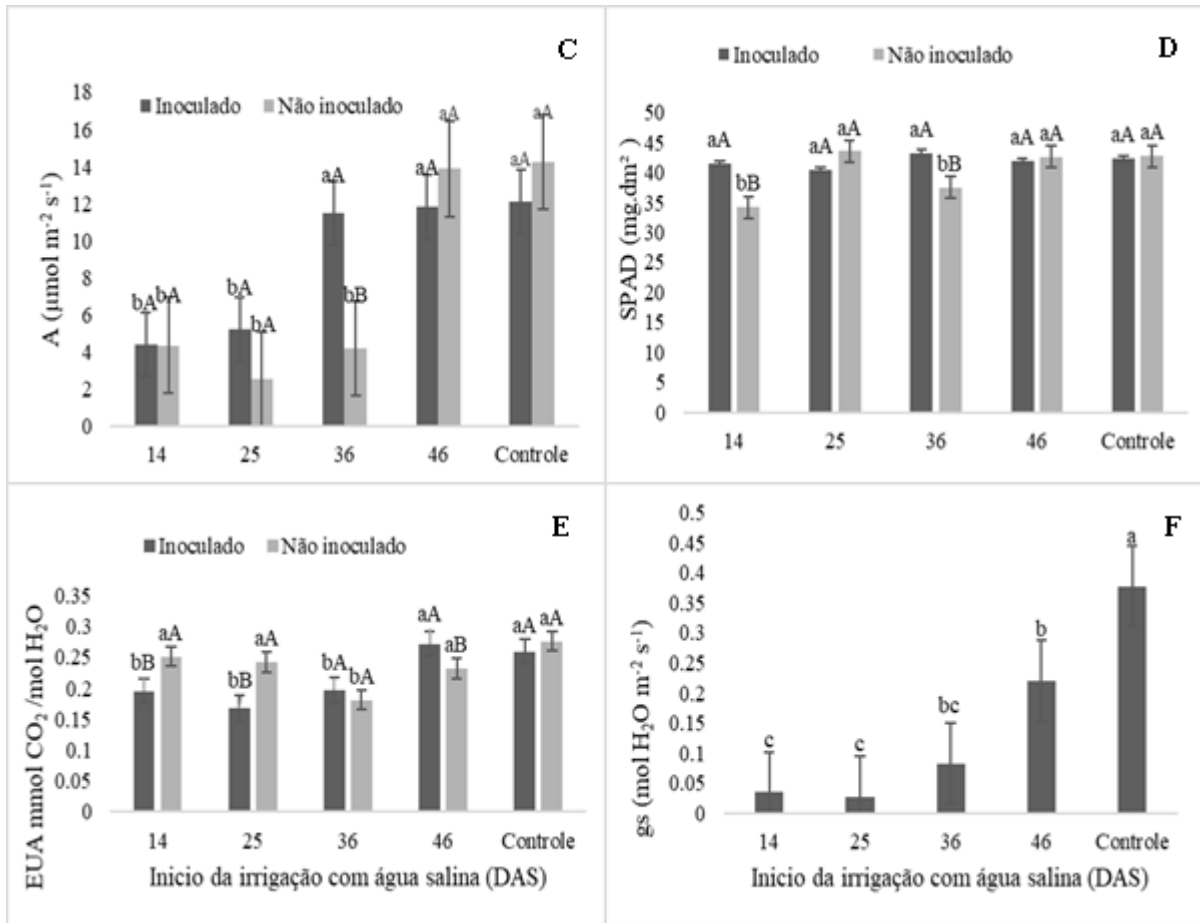 C
Inoculado Não inoculado
A (µmol m⁻² s⁻¹)
18
16
14
12
10
8
6
4
2
0
bA bA bA bA aA bB aA aA aA aA
14 25 36 46 Controle
D
Inoculado Não inoculado
SPAD (mg.dm²)
50
45
40
35
30
25
20
15
10
5
0
aA bB aA aA aA bB aA aA aA aA
14 25 36 46 Controle
E
Inoculado Não inoculado
EUA mmol CO₂ /mol H₂O
0.35
0.3
0.25
0.2
0.15
0.1
0.05
0
bB aA bB aA bA bA aA aB aA aA
14 25 36 46 Controle
Inicio da irrigação com água salina (DAS)
F
gs (mol H₂O m⁻² s⁻¹)
0.5
0.45
0.4
0.35
0.3
0.25
0.2
0.15
0.1
0.05
0
c c bc b a
14 25 36 46 Controle
Inicio da irrigação com água salina (DAS)